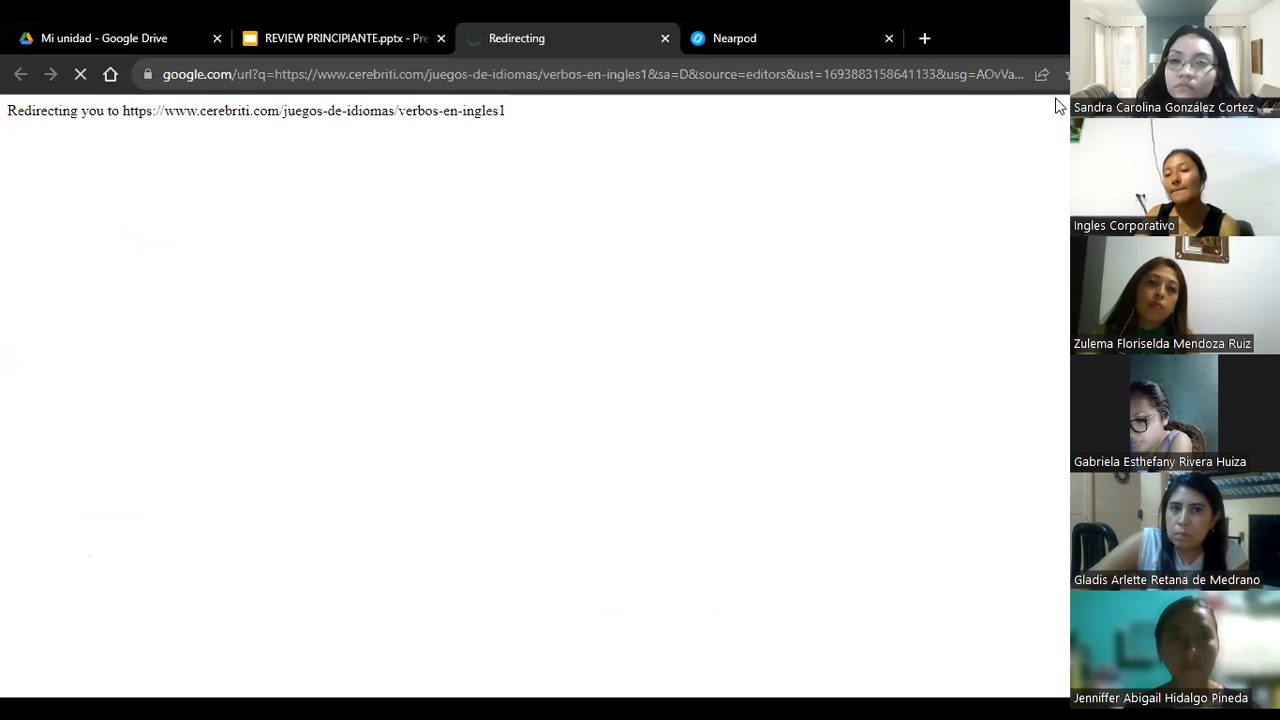 Mi unidad - Google Drive
REVIEW PRINCIPIANTE.pptx - Pre
Redirecting
Nearpod
google.com/url?q=https://www.cerebriti.com/juegos-de-idiomas/verbos-en-ingles1&sa=D&source=editors&ust=1693883158641133&usg=AOvVa...
Redirecting you to https://www.cerebriti.com/juegos-de-idiomas/verbos-en-ingles1
Sandra Carolina González Cortez
Ingles Corporativo
Zulema Floriselda Mendoza Ruiz
Gabriela Esthefany Rivera Huiza
Gladis Arlette Retana de Medrano
Jenniffer Abigail Hidalgo Pineda